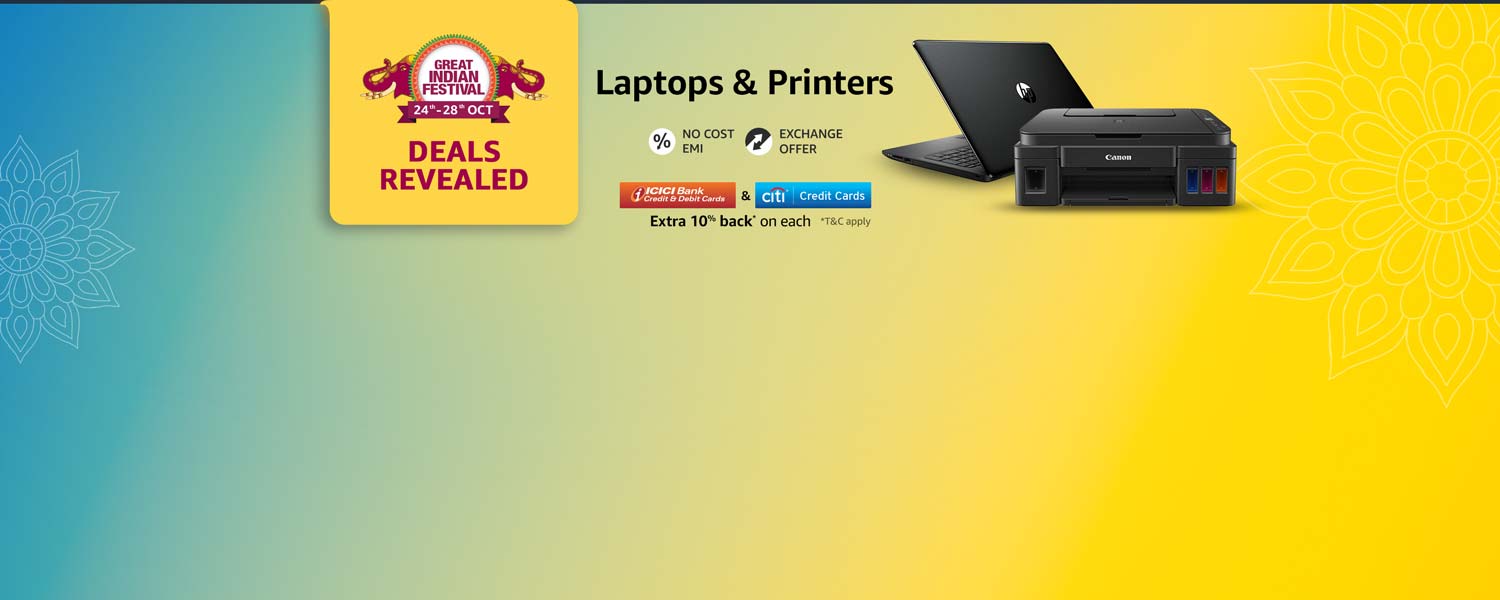 GREAT
INDIAN
FESTIVAL
24th - 28th OCT
DEALS
REVEALED
Laptops & Printers
% NO COST
EMI
EXCHANGE
OFFER
ICICI Bank
Credit & Debit Cards
& citi Credit Cards
Extra 10% back* on each *T&C apply
hp
Canon